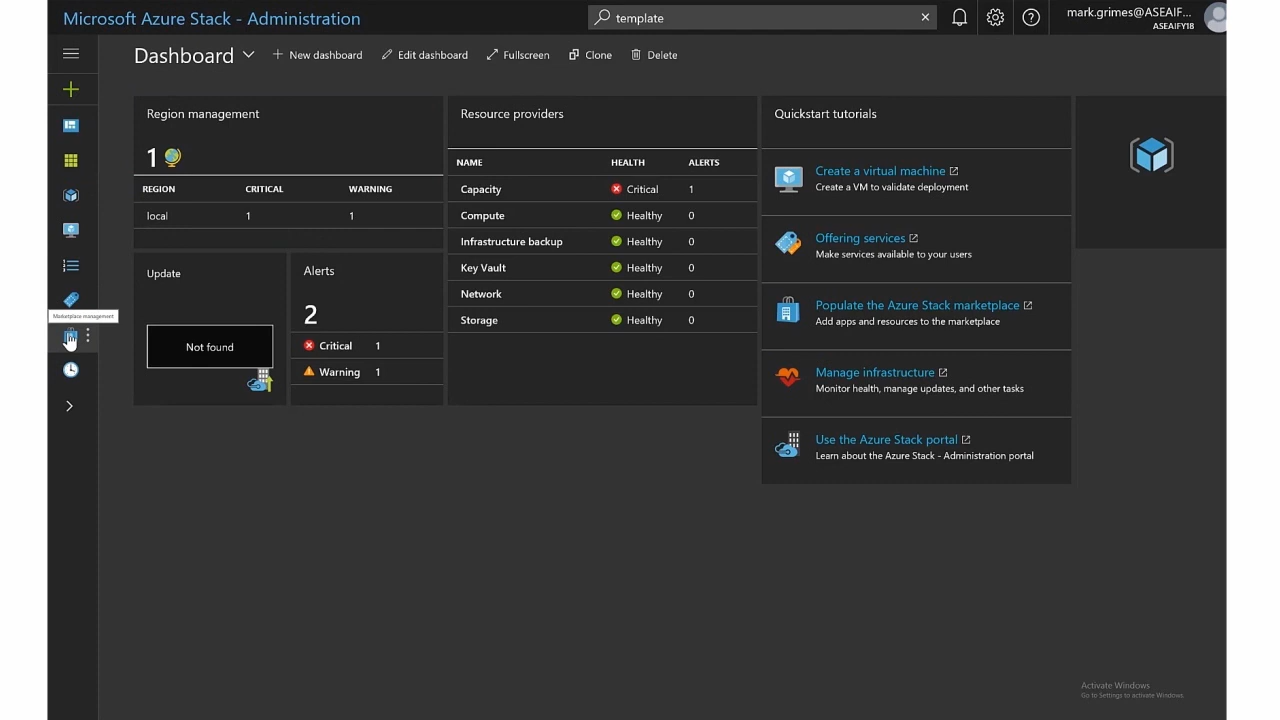 Microsoft Azure Stack - Administration
template
mark.grimes@ASEAIF...
ASEAIFY1B
Dashboard
New dashboard
Edit dashboard
Fullscreen
Clone
Delete
Region management
1
REGION CRITICAL WARNING
local 1 1
Update
Not found
Alerts
2
Critical 1
Warning 1
Resource providers
NAME HEALTH ALERTS
Capacity Critical 1
Compute Healthy 0
Infrastructure backup Healthy 0
Key Vault Healthy 0
Network Healthy 0
Storage Healthy 0
Quickstart tutorials
Create a virtual machine
Create a VM to validate deployment
Offering services
Make services available to your users
Populate the Azure Stack marketplace
Add apps and resources to the marketplace
Manage infrastructure
Monitor health, manage updates, and other tasks
Use the Azure Stack portal
Learn about the Azure Stack - Administration portal
Marketplace management
Activate Windows
Go to Settings to activate Windows.